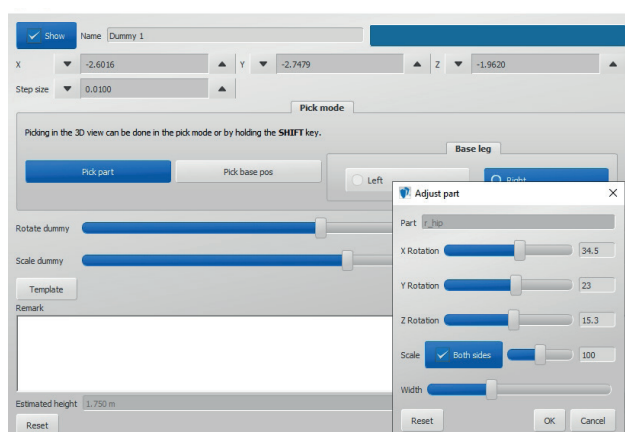 Show Name Dummy 1
X -2.6016 Y -2.7479 Z -1.9620
Step size 0.0100
Pick mode
Picking in the 3D view can be done in the pick mode or by holding the SHIFT key.
Base leg
Pick part Pick base pos
Left Right
Rotate dummy
Scale dummy
Template
Remark
Estimated height 1.750 m
Reset
Adjust part
Part r_hip
X Rotation 34.5
Y Rotation 23
Z Rotation 15.3
Scale Both sides 100
Width
Reset OK Cancel